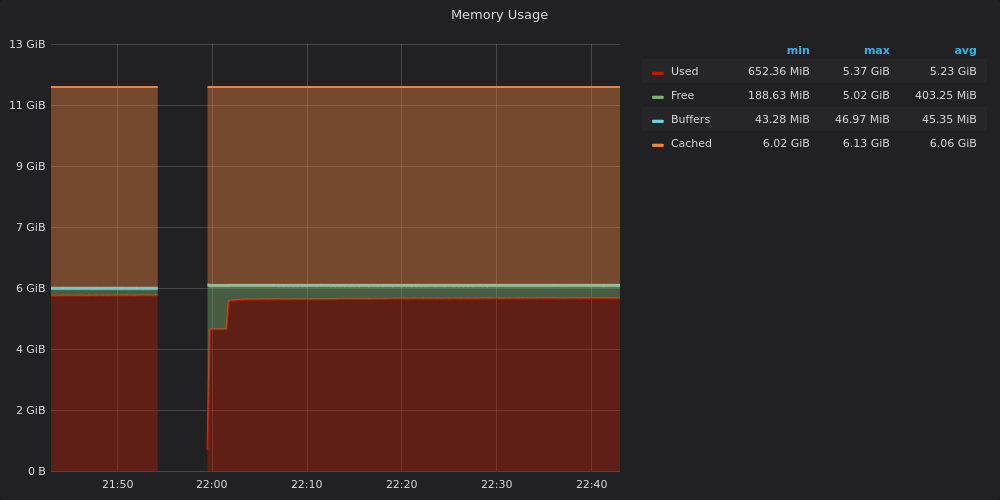 Memory Usage
13 GiB
11 GiB
9 GiB
7 GiB
6 GiB
4 GiB
2 GiB
0 B
21:50 22:00 22:10 22:20 22:30 22:40
min max avg
Used 652.36 MiB 5.37 GiB 5.23 GiB
Free 188.63 MiB 5.02 GiB 403.25 MiB
Buffers 43.28 MiB 46.97 MiB 45.35 MiB
Cached 6.02 GiB 6.13 GiB 6.06 GiB